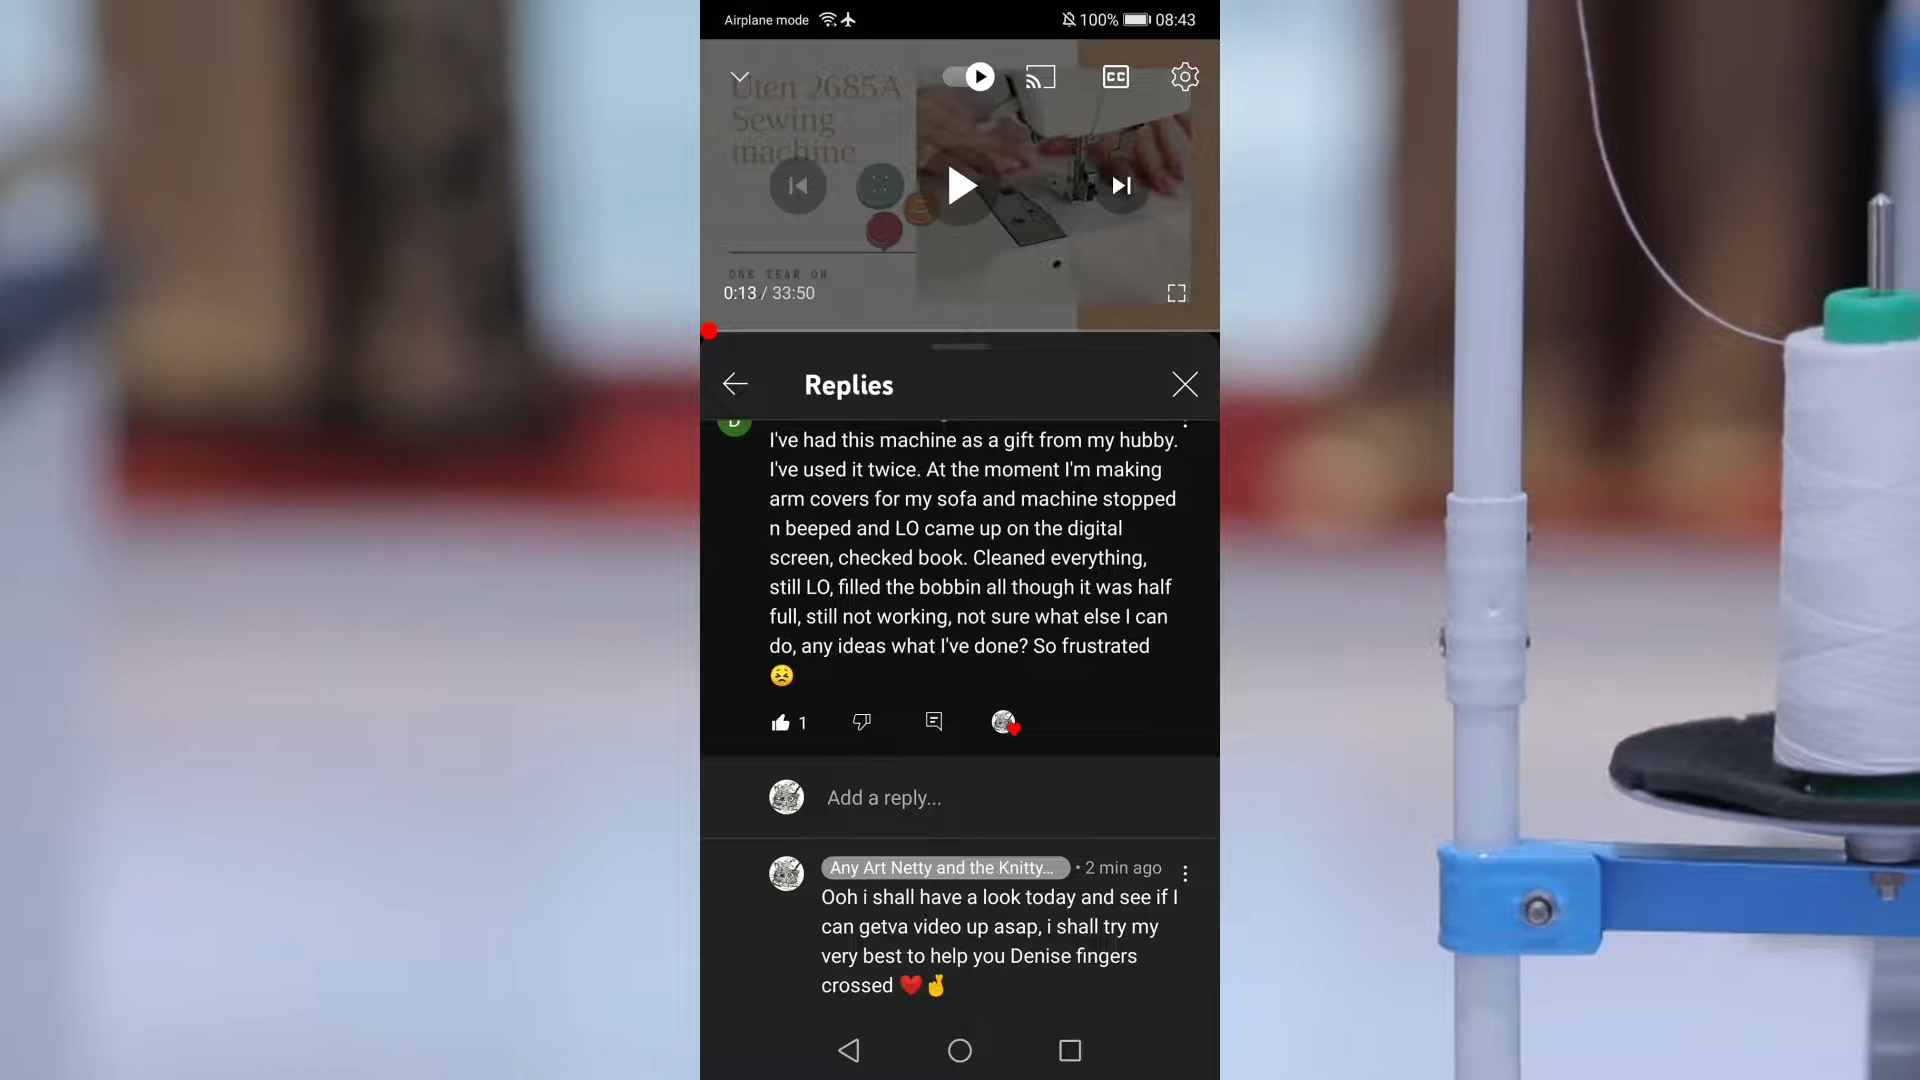 Airplane mode
100%
08:43
Uten 2685A
Sewing
machine
CC
ONE YEAR ON
0:13 / 33:50
Replies
D
I've had this machine as a gift from my hubby.
I've used it twice. At the moment I'm making
arm covers for my sofa and machine stopped
n beeped and LO came up on the digital
screen, checked book. Cleaned everything,
still LO, filled the bobbin all though it was half
full, still not working, not sure what else I can
do, any ideas what I've done? So frustrated
😣
1
Add a reply...
Any Art Netty and the Knitty... • 2 min ago
Ooh i shall have a look today and see if I
can getva video up asap, i shall try my
very best to help you Denise fingers
crossed ❤️🤞